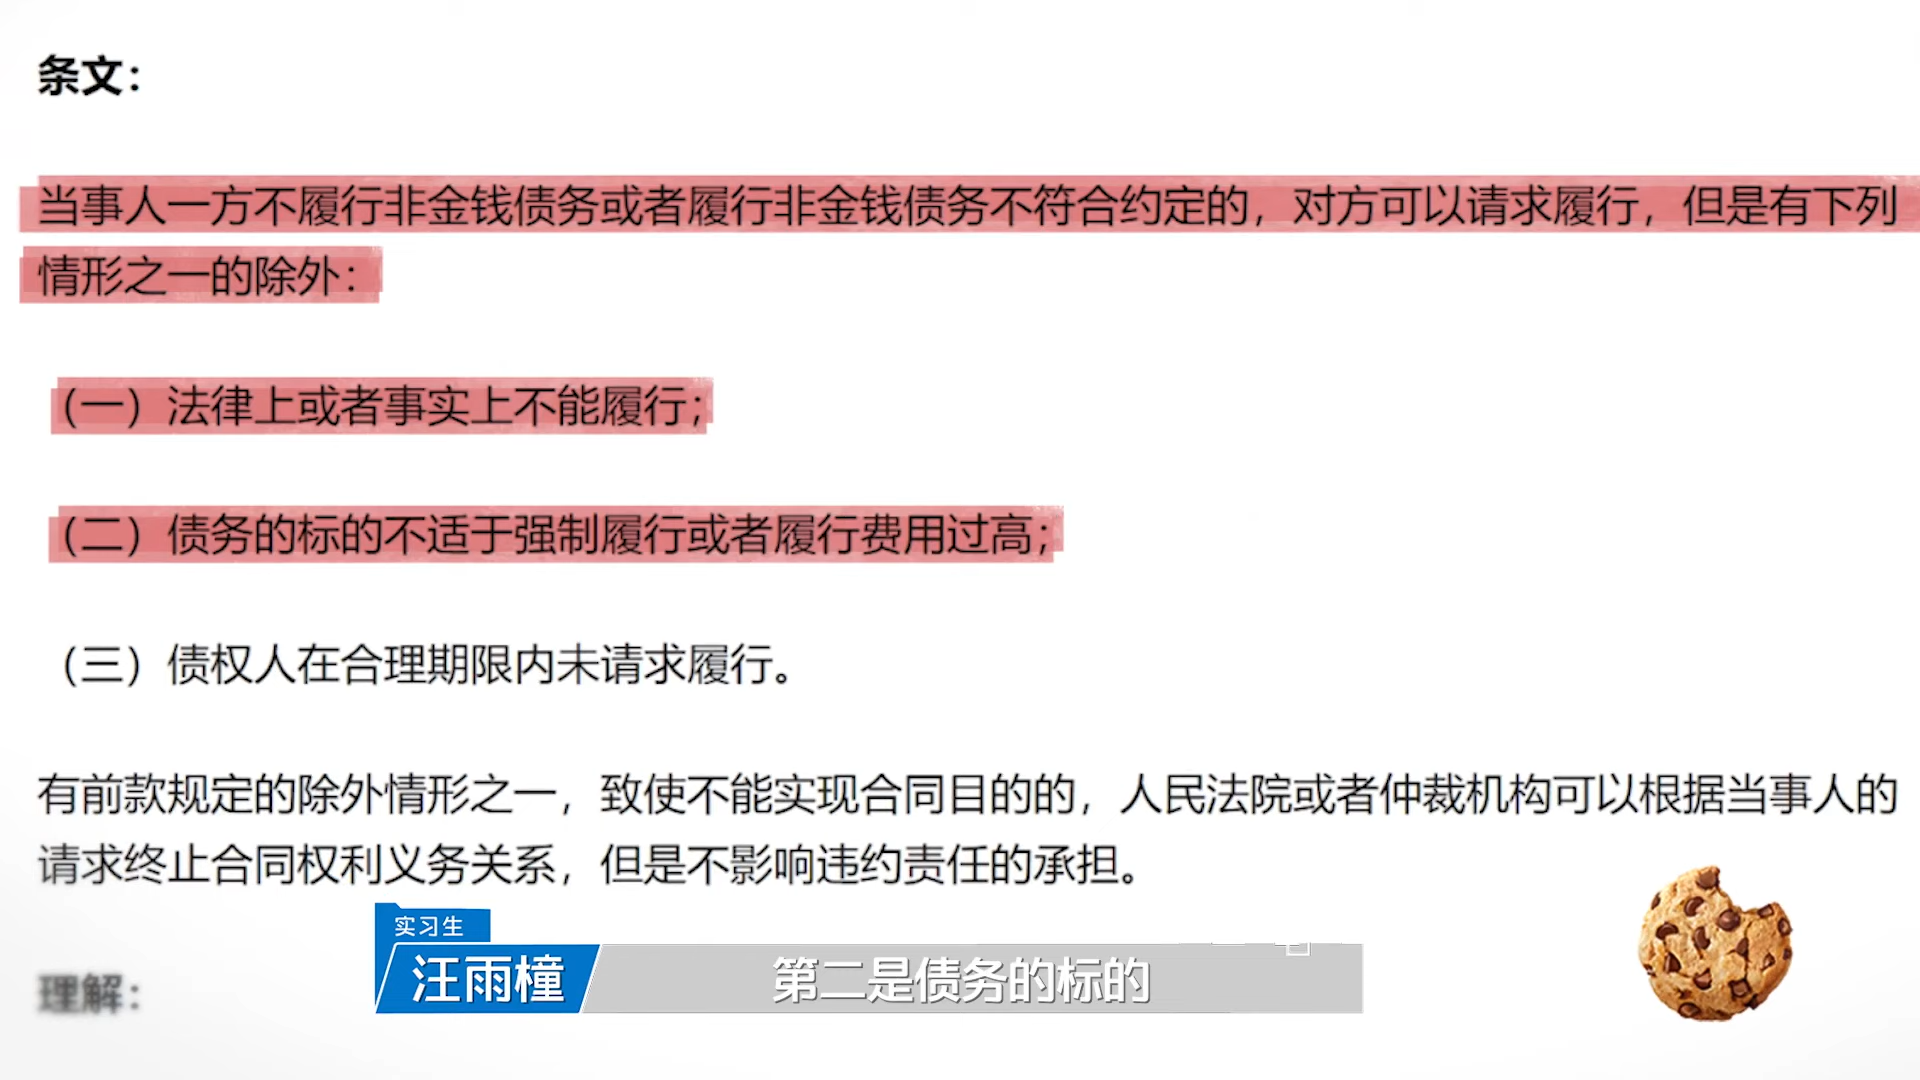 条文：
当事人一方不履行非金钱债务或者履行非金钱债务不符合约定的，对方可以请求履行，但是有下列
情形之一的除外：
（一）法律上或者事实上不能履行；
（二）债务的标的不适于强制履行或者履行费用过高；
（三）债权人在合理期限内未请求履行。
有前款规定的除外情形之一，致使不能实现合同目的的，人民法院或者仲裁机构可以根据当事人的
请求终止合同权利义务关系，但是不影响违约责任的承担。
理解：
实习生
汪雨橦
第二是债务的标的